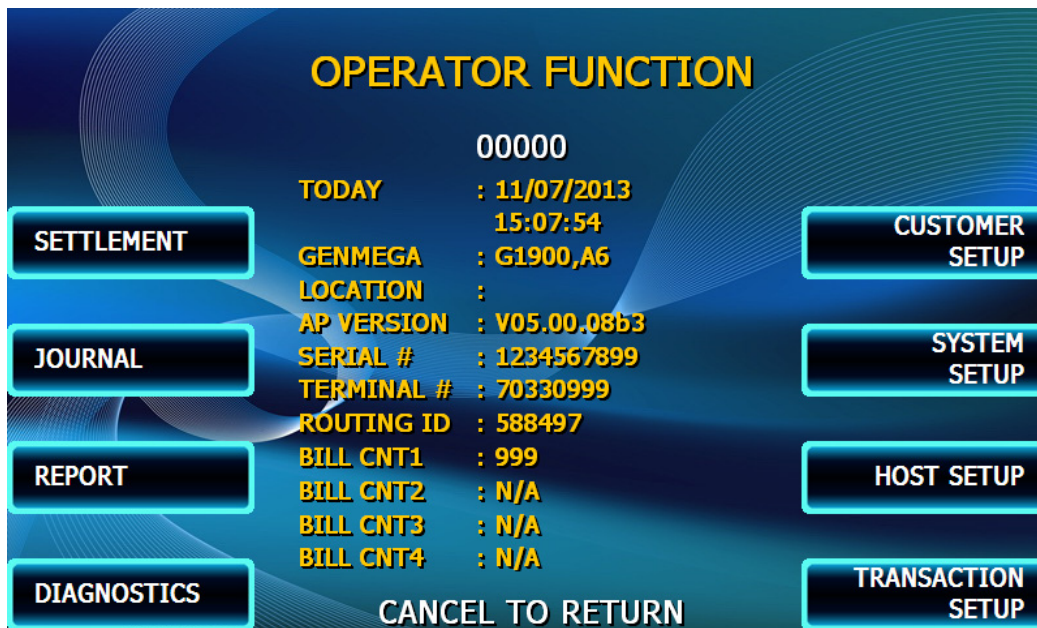 OPERATOR FUNCTION
00000
TODAY : 11/07/2013
15:07:54
GENMEGA : G1900,A6
LOCATION :
AP VERSION : V05.00.08b3
SERIAL # : 1234567899
TERMINAL # : 70330999
ROUTING ID : 588497
BILL CNT1 : 999
BILL CNT2 : N/A
BILL CNT3 : N/A
BILL CNT4 : N/A
CANCEL TO RETURN
SETTLEMENT
JOURNAL
REPORT
DIAGNOSTICS
CUSTOMER
SETUP
SYSTEM
SETUP
HOST SETUP
TRANSACTION
SETUP